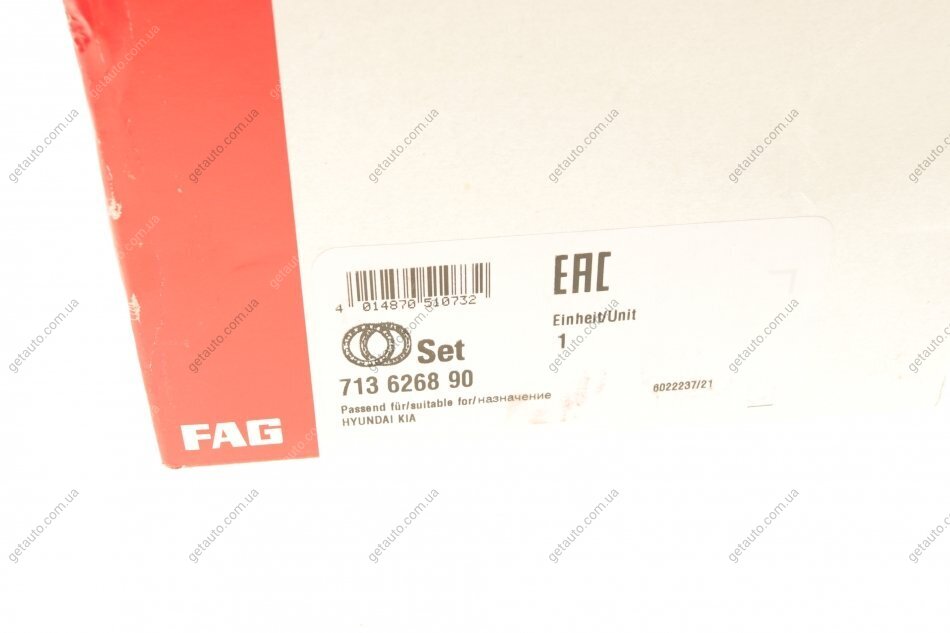 EAC
4 014870 510732
Einheit/Unit
1
Set
713 6268 90
6022237/21
Passend für/suitable for/назначение
HYUNDAI KIA
FAG
getauto.com.ua